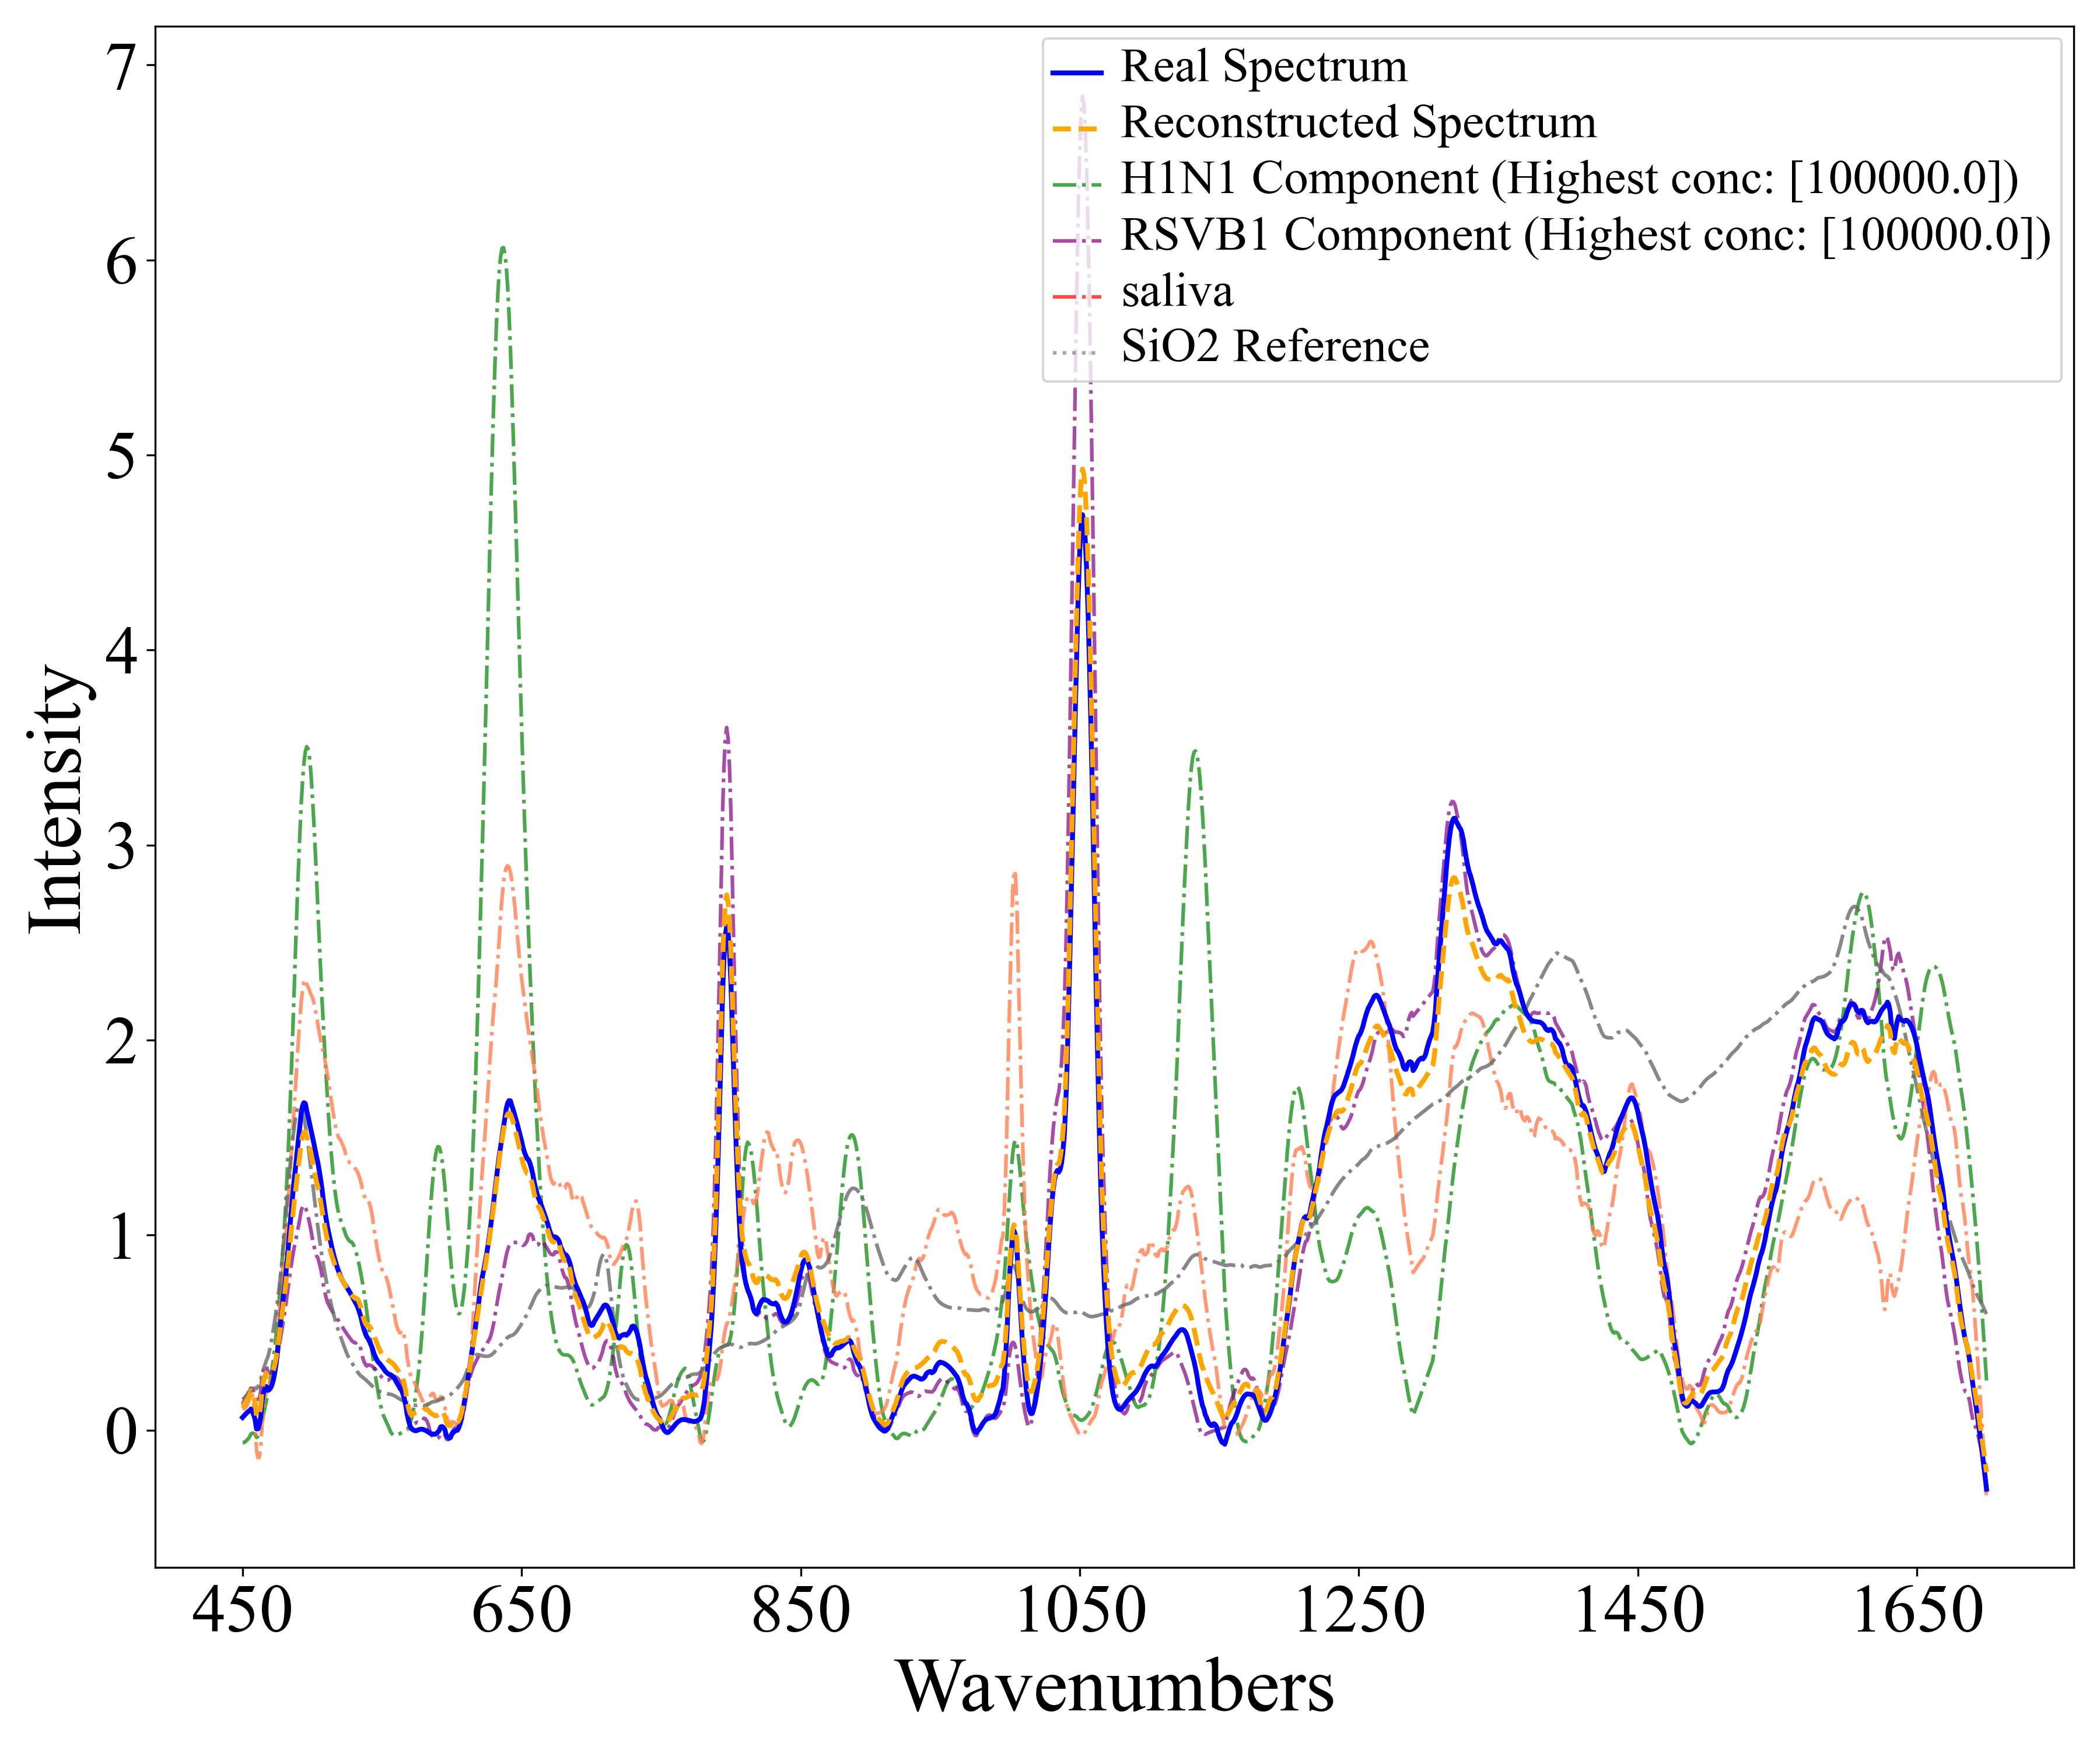 Real Spectrum
Reconstructed Spectrum
H1N1 Component (Highest conc: [100000.0])
RSVB1 Component (Highest conc: [100000.0])
saliva
SiO2 Reference
7
6
5
4
3
2
1
0
Intensity
450 650 850 1050 1250 1450 1650
Wavenumbers